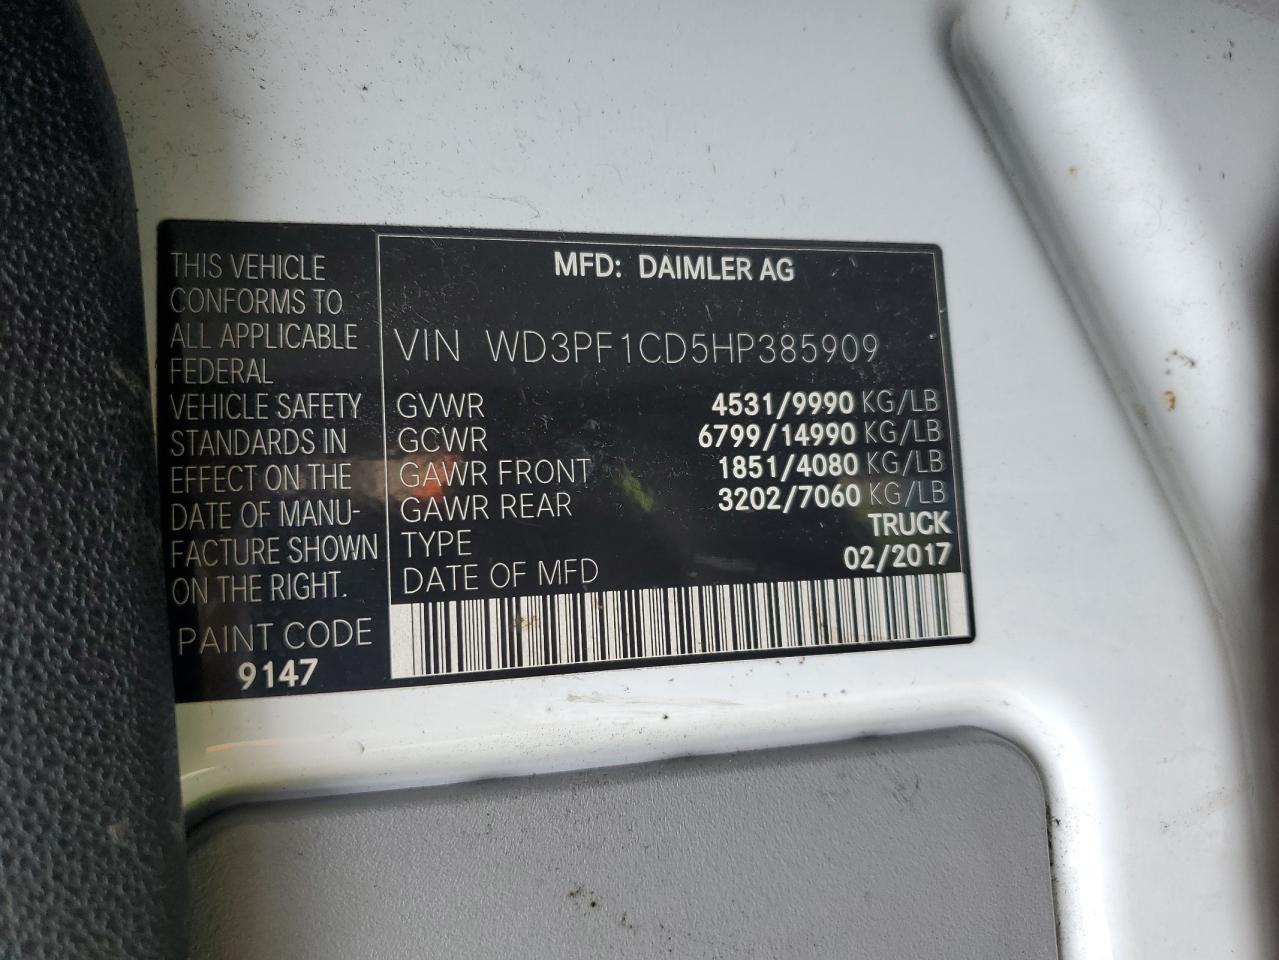 THIS VEHICLE
CONFORMS TO
ALL APPLICABLE
FEDERAL
VEHICLE SAFETY
STANDARDS IN
EFFECT ON THE
DATE OF MANU-
FACTURE SHOWN
ON THE RIGHT.
PAINT CODE
9147
MFD: DAIMLER AG
VIN WD3PF1CD5HP385909
GVWR 4531/9990 KG/LB
GCWR 6799/14990 KG/LB
GAWR FRONT 1851/4080 KG/LB
GAWR REAR 3202/7060 KG/LB
TYPE TRUCK
DATE OF MFD 02/2017